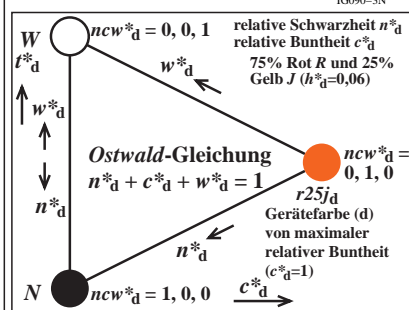 IG090-3N
W ncw*d = 0, 0, 1
relative Schwarzheit n*d
relative Buntheit c*d
75% Rot R und 25%
Gelb J (h*d=0,06)
t*d
w*d
w*d
Ostwald-Gleichung
n*d + c*d + w*d = 1
ncw*d =
0, 1, 0
r25jd
n*d
n*d
Gerätefarbe (d)
von maximaler
relativer Buntheit
(c*d=1)
N ncw*d = 1, 0, 0
c*d